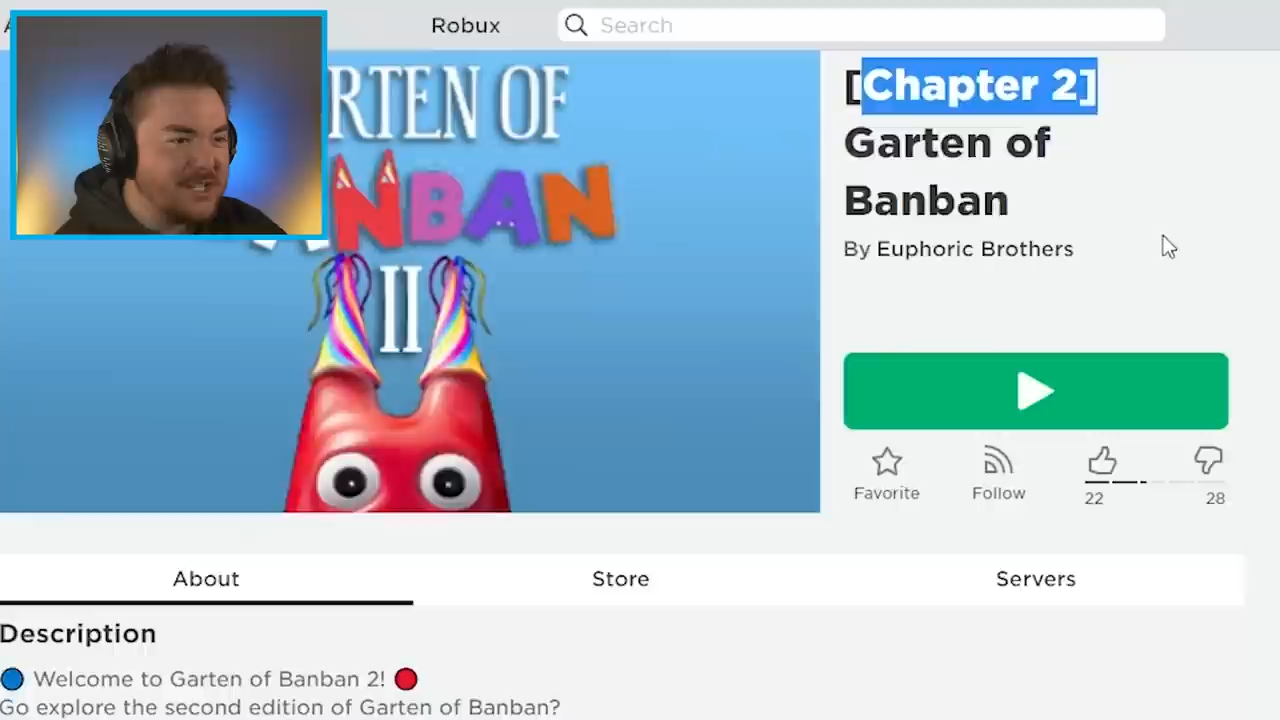 Robux
Search
RTEN OF
NBAN
II
[Chapter 2]
Garten of
Banban
By Euphoric Brothers
Favorite
Follow
22
28
About
Store
Servers
Description
Welcome to Garten of Banban 2!
Go explore the second edition of Garten of Banban?